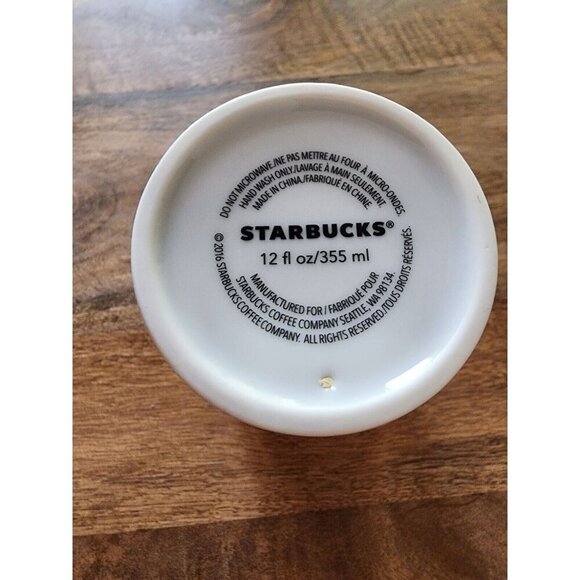 DO NOT MICROWAVE./NE PAS METTRE AU FOUR À MICRO-ONDES.
HAND WASH ONLY./LAVAGE À MAIN SEULEMENT.
MADE IN CHINA./FABRIQUÉ EN CHINE.
STARBUCKS®
12 fl oz/355 ml
MANUFACTURED FOR / FABRIQUÉ POUR
STARBUCKS COFFEE COMPANY SEATTLE, WA 98134.
©2016 STARBUCKS COFFEE COMPANY. ALL RIGHTS RESERVED./TOUS DROITS RÉSERVÉS.